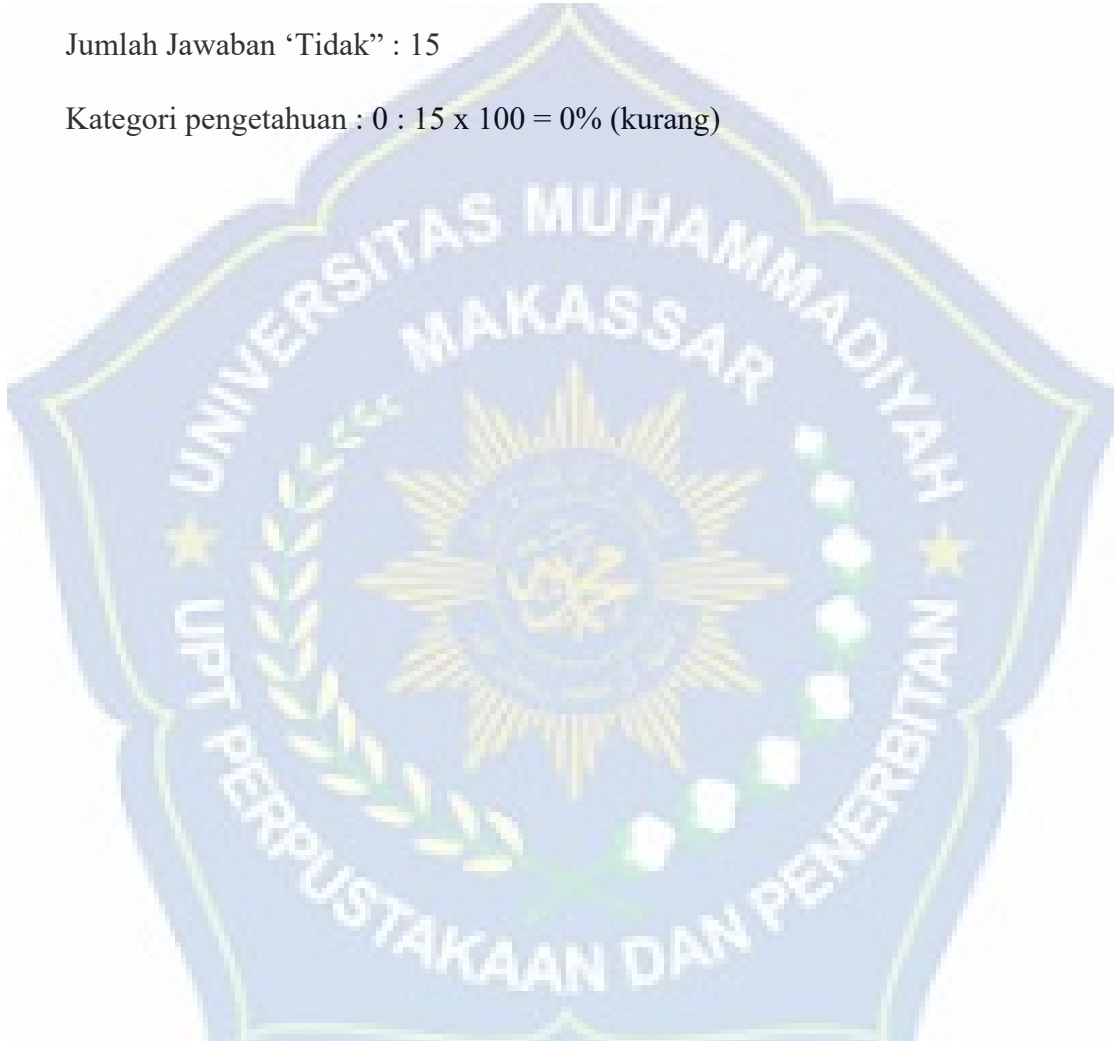 Jumlah Jawaban ‘Tidak” : 15
Kategori pengetahuan : 0 : 15 x 100 = 0% (kurang)
UNIVERSITAS MUHAMMADIYAH
MAKASSAR
UPT PERPUSTAKAAN DAN PENERBITAN